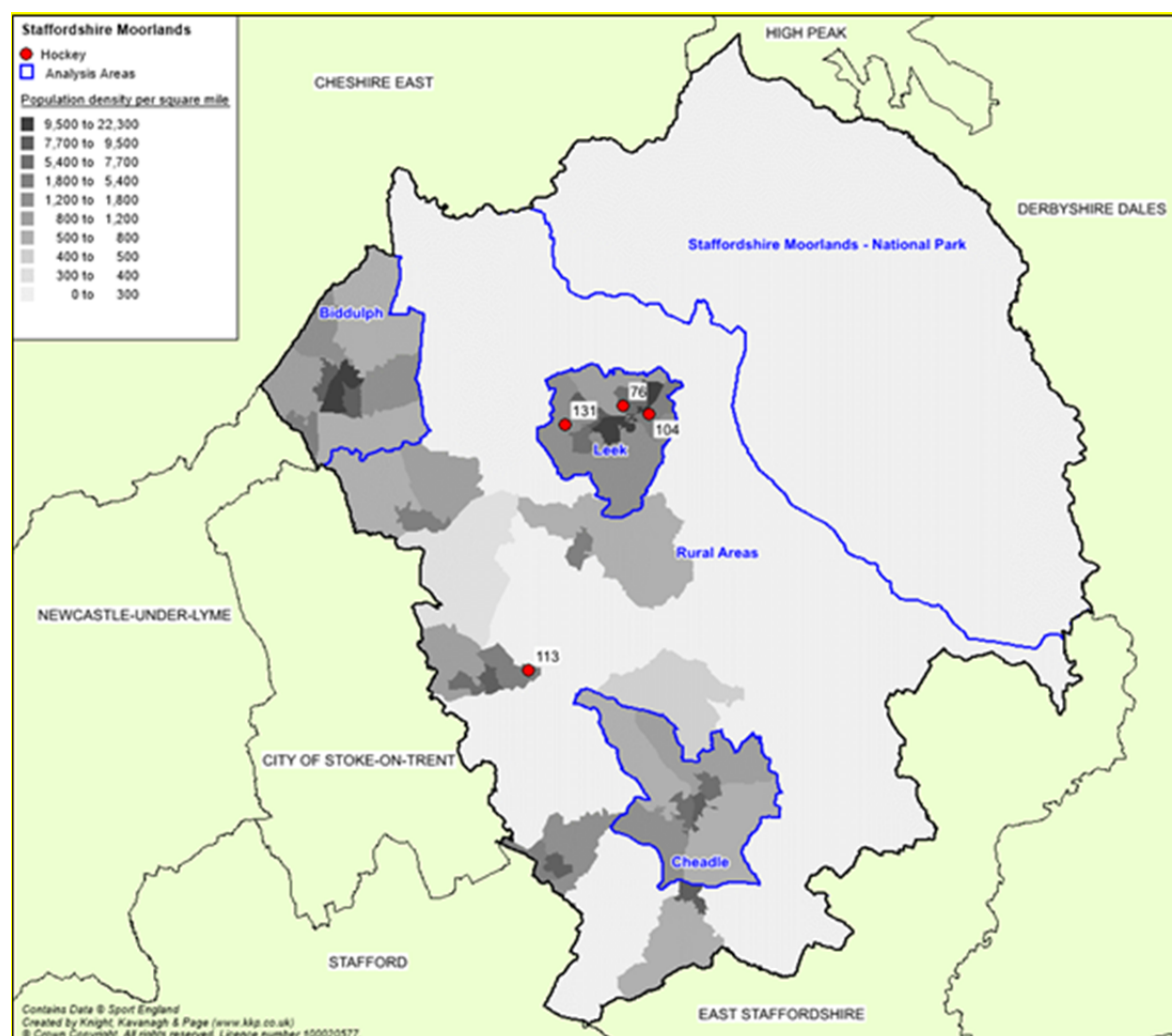 Staffordshire Moorlands
Hockey
Analysis Areas
Population density per square mile
9,500 to 22,300
7,700 to 9,500
5,400 to 7,700
1,800 to 5,400
1,200 to 1,800
800 to 1,200
500 to 800
400 to 500
300 to 400
0 to 300
HIGH PEAK
CHESHIRE EAST
DERBYSHIRE DALES
Staffordshire Moorlands - National Park
Biddulph
76
131
104
Leek
Rural Areas
NEWCASTLE-UNDER-LYME
113
CITY OF STOKE-ON-TRENT
Cheadle
STAFFORD
EAST STAFFORDSHIRE
Contains Data © Sport England
Created by Knight, Kavanagh & Page (www.kkp.co.uk)
© Crown Copyright. All rights reserved. Licence number 100020577